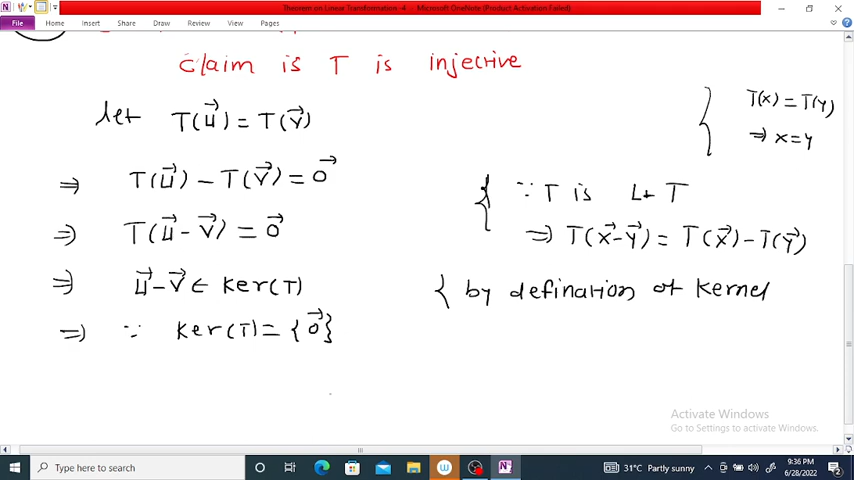 Theorem on Linear Transformation -4 - Microsoft OneNote (Product Activation Failed)
File Home Insert Share Draw Review View Pages
Claim is T is injective
let T(u⃗) = T(v⃗)
{ T(x) = T(y)
⇒ x = y
⇒ T(u⃗) - T(v⃗) = 0⃗
{ ∵ T is L.T
⇒ T(u⃗ - v⃗) = 0⃗
⇒ T(x⃗-y⃗) = T(x⃗) - T(y⃗)
⇒ u⃗ - v⃗ ∈ Ker(T)
{ by defination of Kernel
⇒ ∵ Ker(T) = {0⃗}
Activate Windows
Go to Settings to activate Windows.
Type here to search
31°C Partly sunny
9:36 PM
6/28/2022